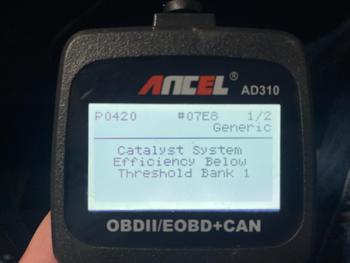 ANCEL® AD310
P0420 #07E8 1/2
Generic
Catalyst System
Efficiency Below
Threshold Bank 1
OBDII/EOBD+CAN